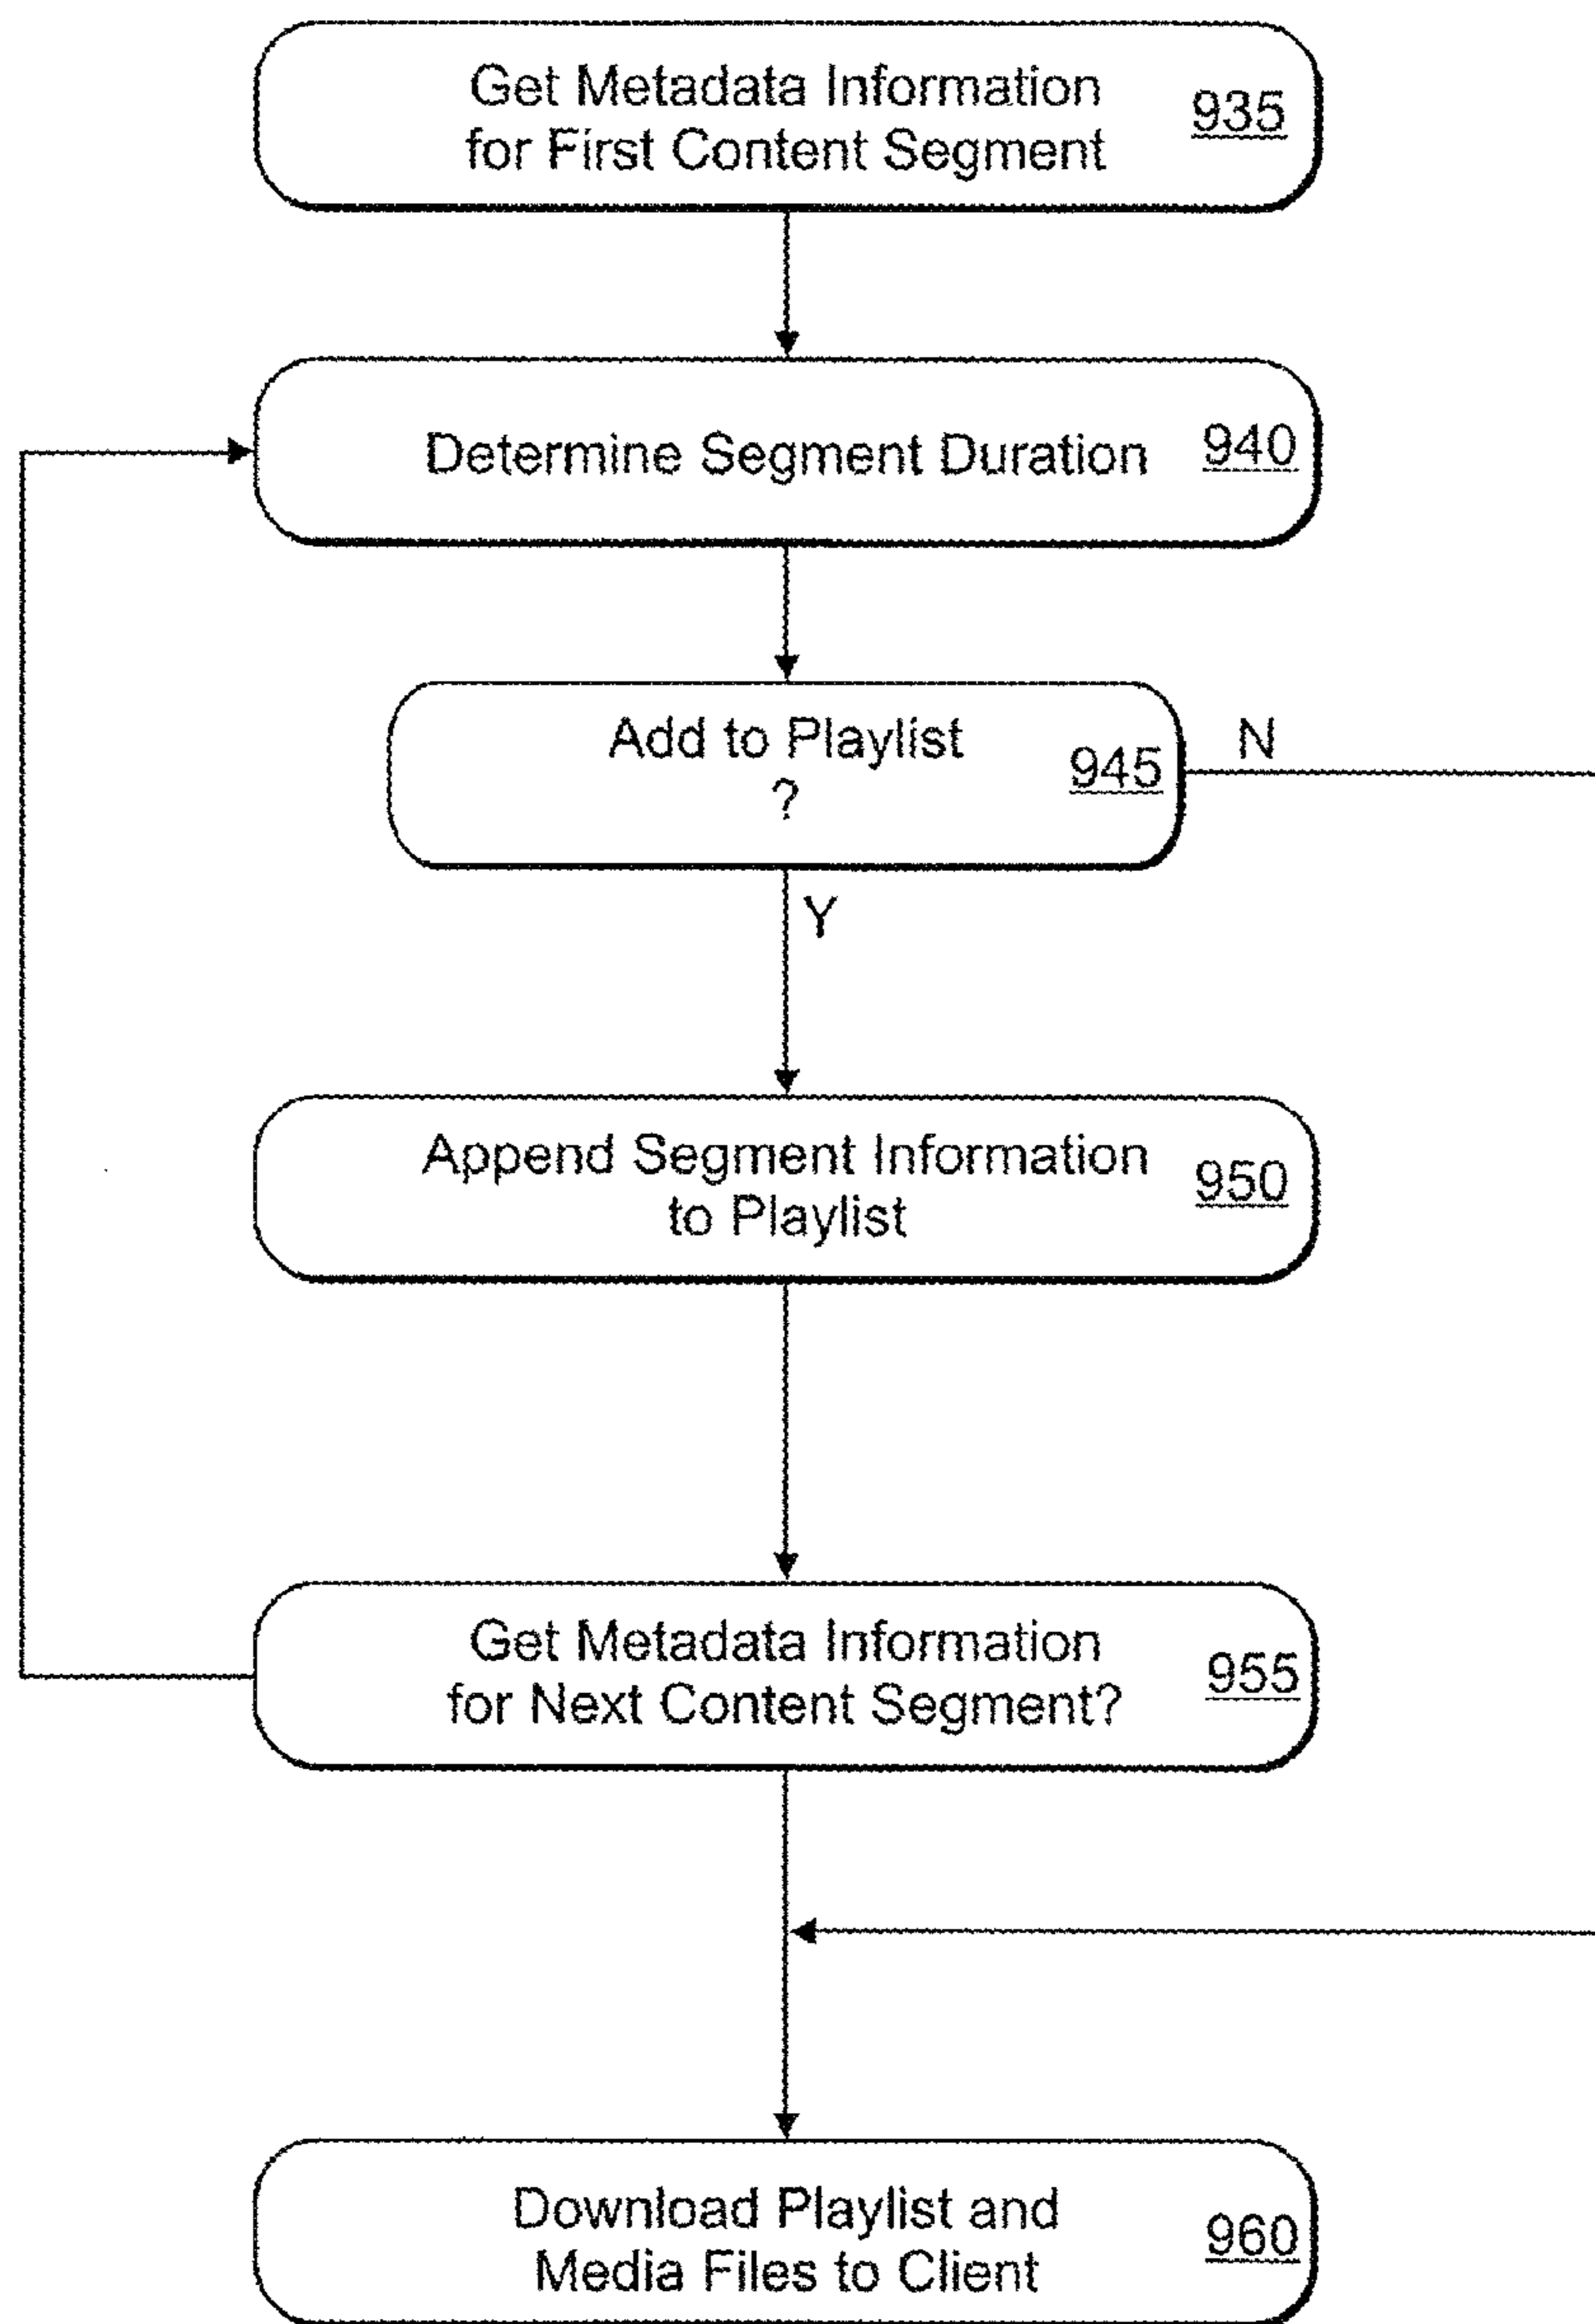 Get Metadata Information
for First Content Segment
935
Determine Segment Duration
940
Add to Playlist
?
945
N
Y
Append Segment Information
to Playlist
950
Get Metadata Information
for Next Content Segment?
955
Download Playlist and
Media Files to Client
960